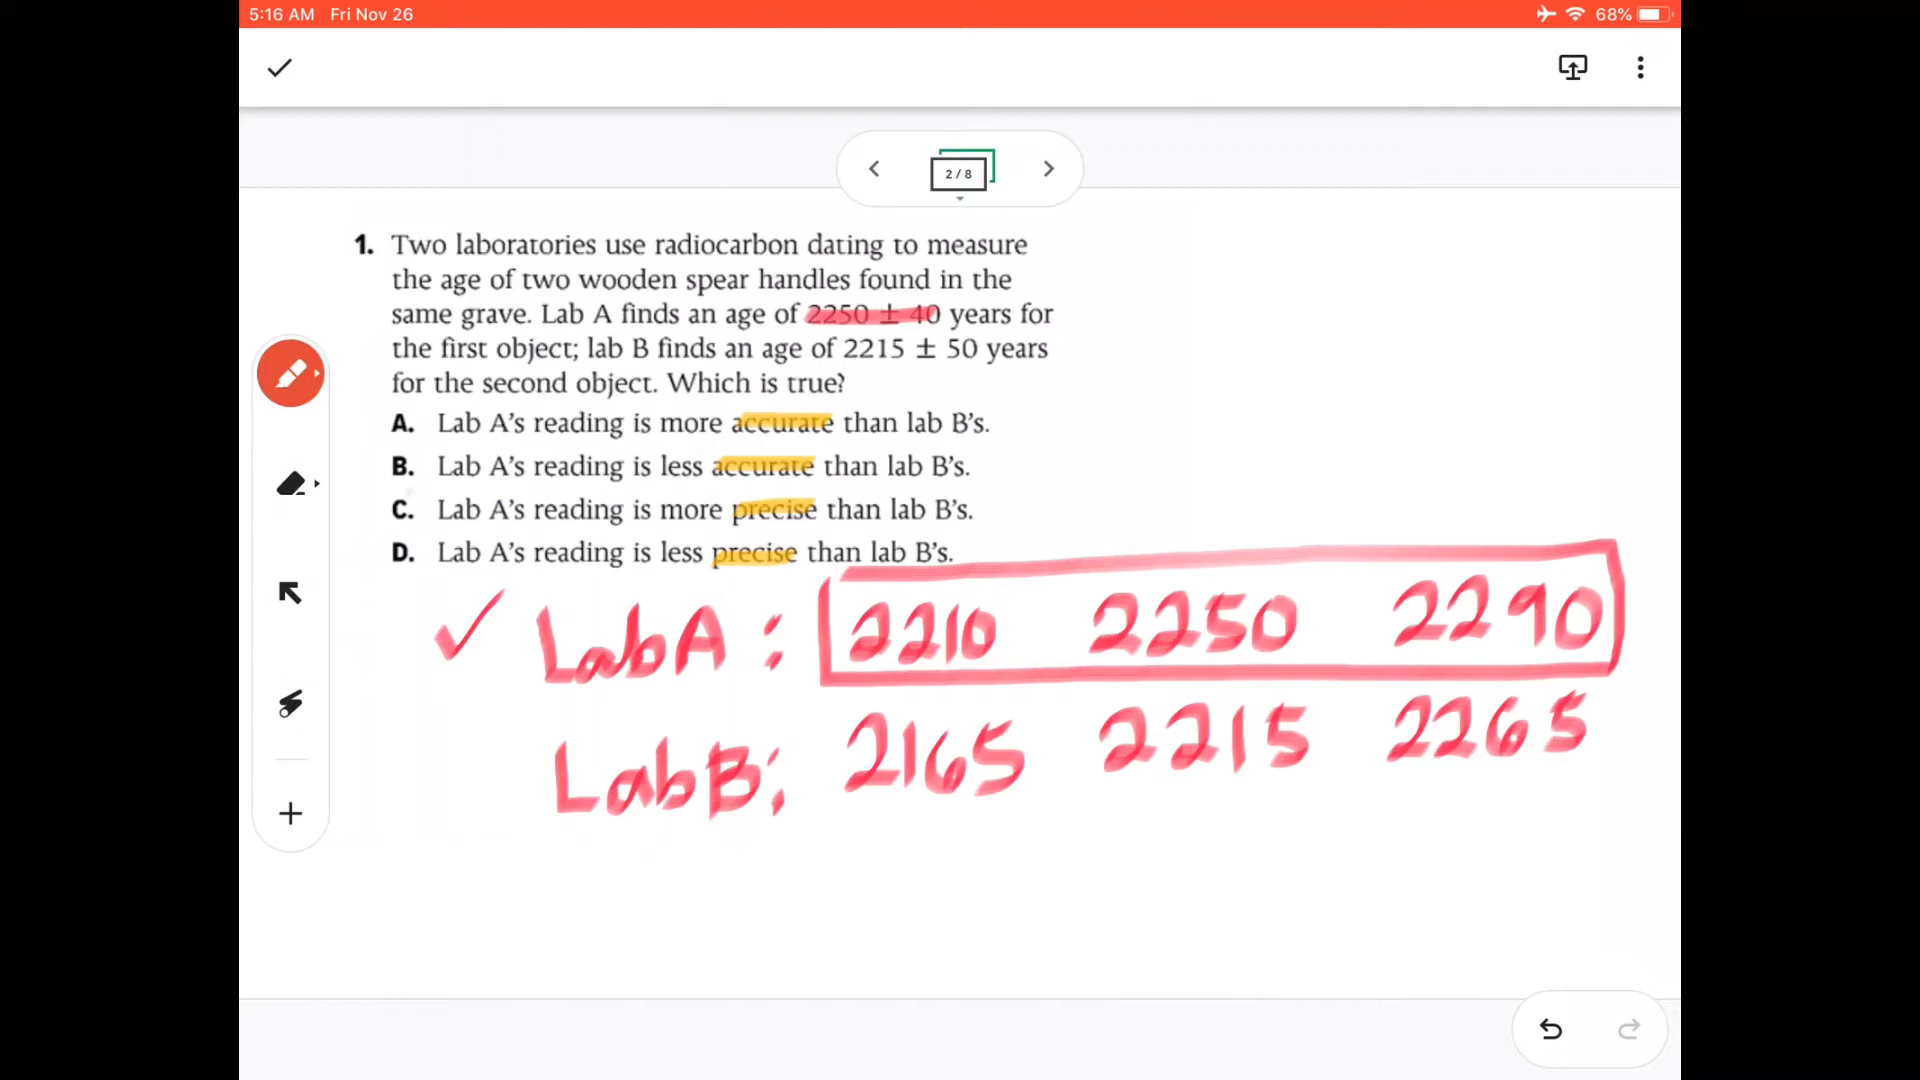 5:16 AM Fri Nov 26 68%
2 / 8
1. Two laboratories use radiocarbon dating to measure
the age of two wooden spear handles found in the
same grave. Lab A finds an age of 2250 ± 40 years for
the first object; lab B finds an age of 2215 ± 50 years
for the second object. Which is true?
A. Lab A's reading is more accurate than lab B's.
B. Lab A's reading is less accurate than lab B's.
C. Lab A's reading is more precise than lab B's.
D. Lab A's reading is less precise than lab B's.
✓ Lab A : 2210 2250 2290
Lab B: 2165 2215 2265